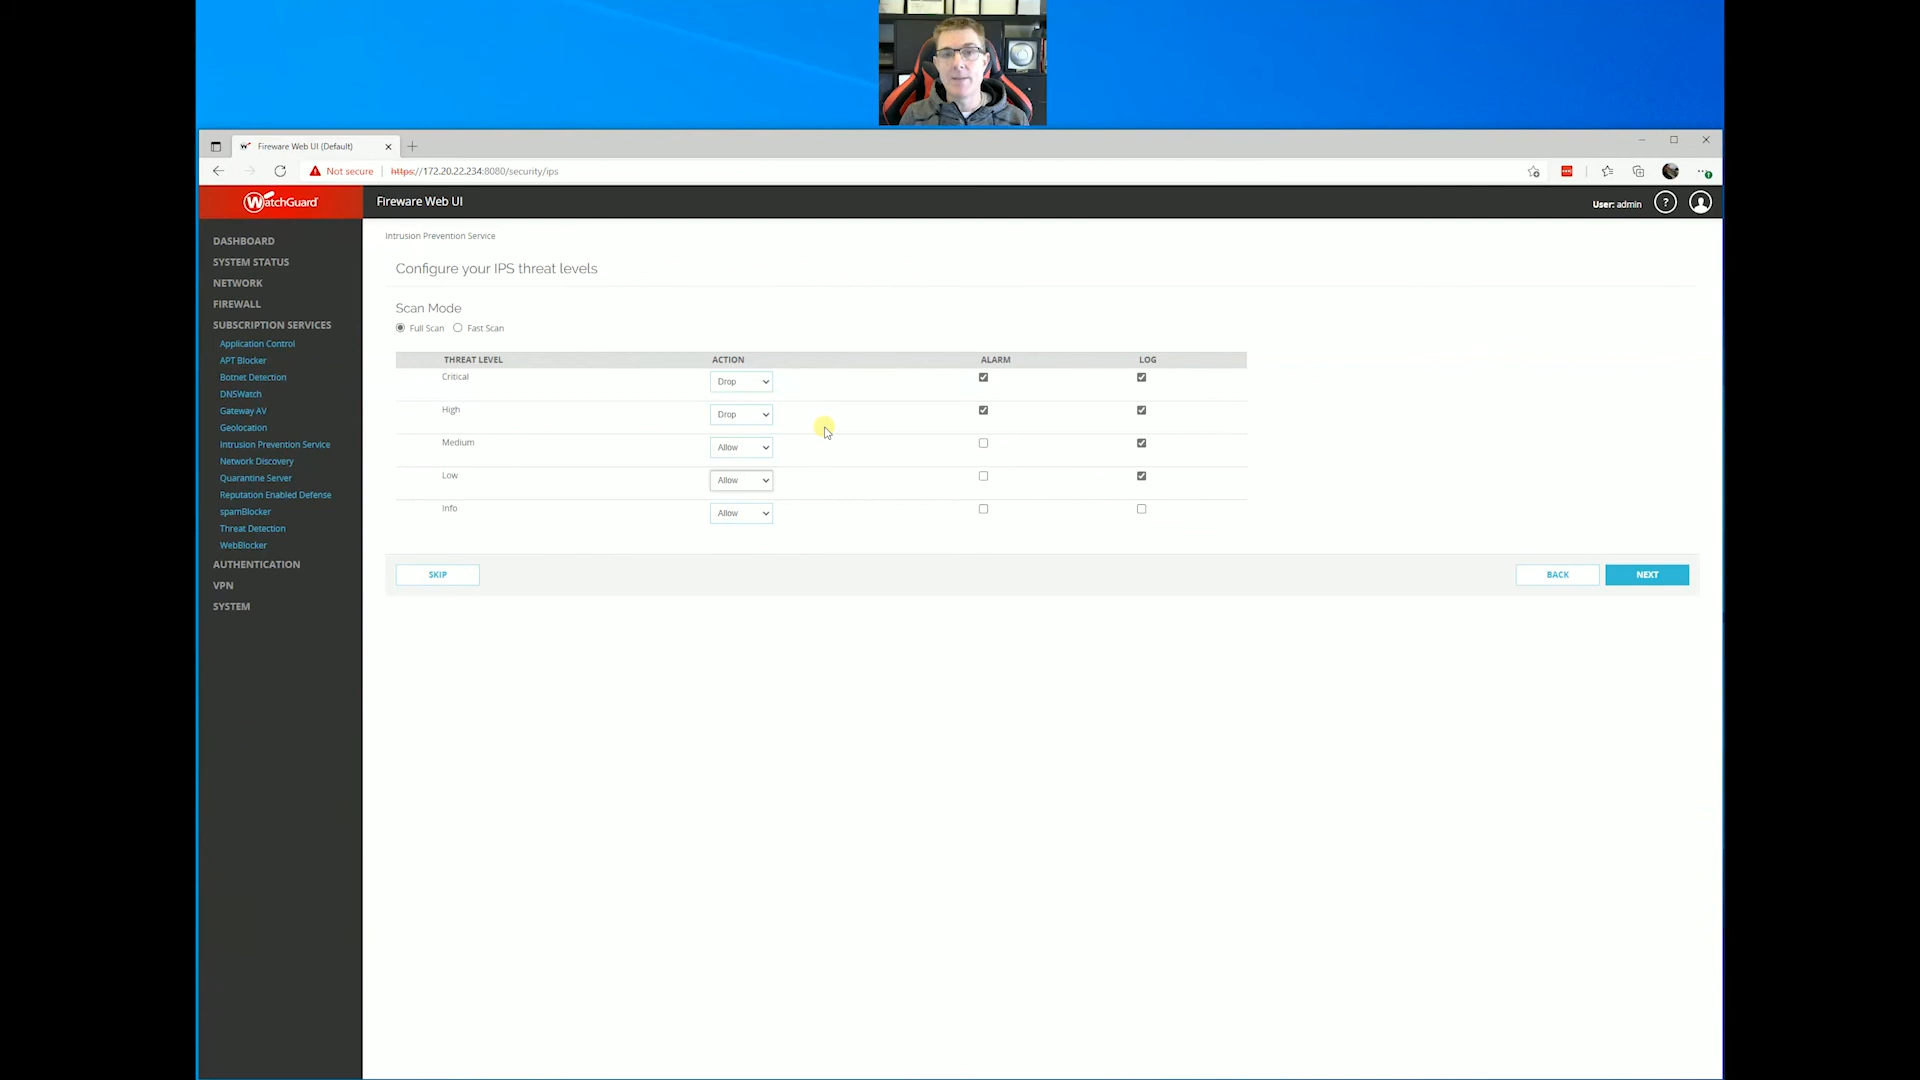 Fireware Web UI (Default)
Not secure
https://172.20.22.234:8080/security/ips
WatchGuard
Fireware Web UI
User: admin
?
DASHBOARD
SYSTEM STATUS
NETWORK
FIREWALL
SUBSCRIPTION SERVICES
Application Control
APT Blocker
Botnet Detection
DNSWatch
Gateway AV
Geolocation
Intrusion Prevention Service
Network Discovery
Quarantine Server
Reputation Enabled Defense
spamBlocker
Threat Detection
WebBlocker
AUTHENTICATION
VPN
SYSTEM
Intrusion Prevention Service
Configure your IPS threat levels
Scan Mode
Full Scan Fast Scan
THREAT LEVEL ACTION ALARM LOG
Critical Drop
High Drop
Medium Allow
Low Allow
Info Allow
SKIP BACK NEXT